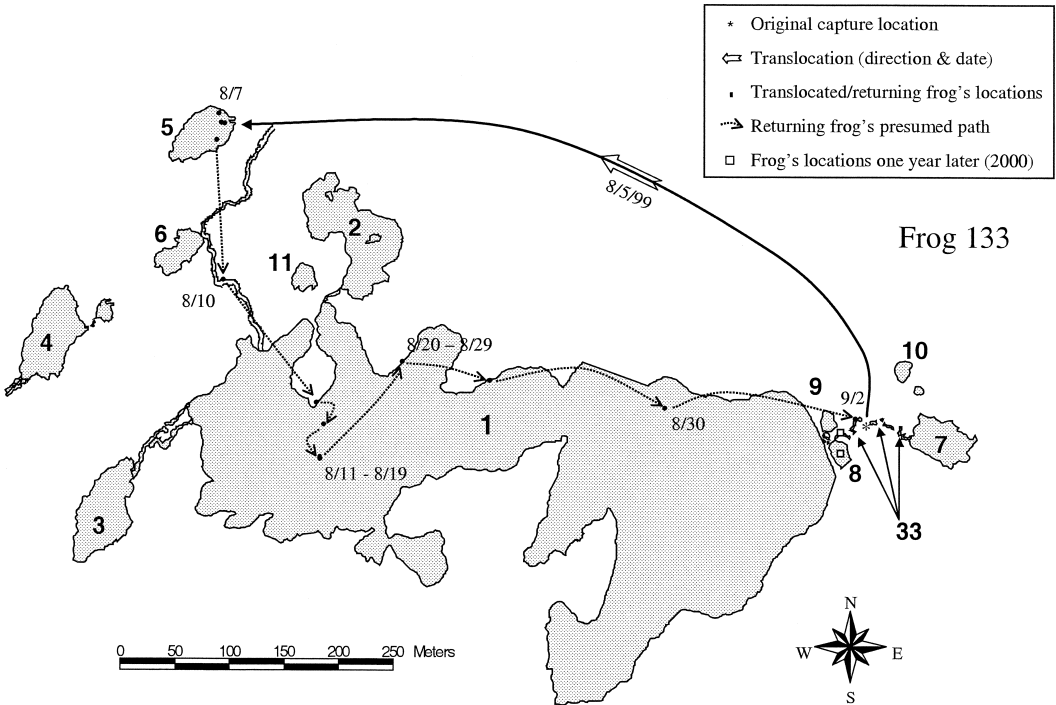 * Original capture location
Translocation (direction & date)
Translocated/returning frog's locations
Returning frog's presumed path
Frog's locations one year later (2000)
Frog 133
8/7
5
8/5/99
6
2
11
8/10
4
8/20 – 8/29
10
9
9/2
1
8/30
7
8/11 - 8/19
8
3
33
N
W E
S
0 50 100 150 200 250 Meters